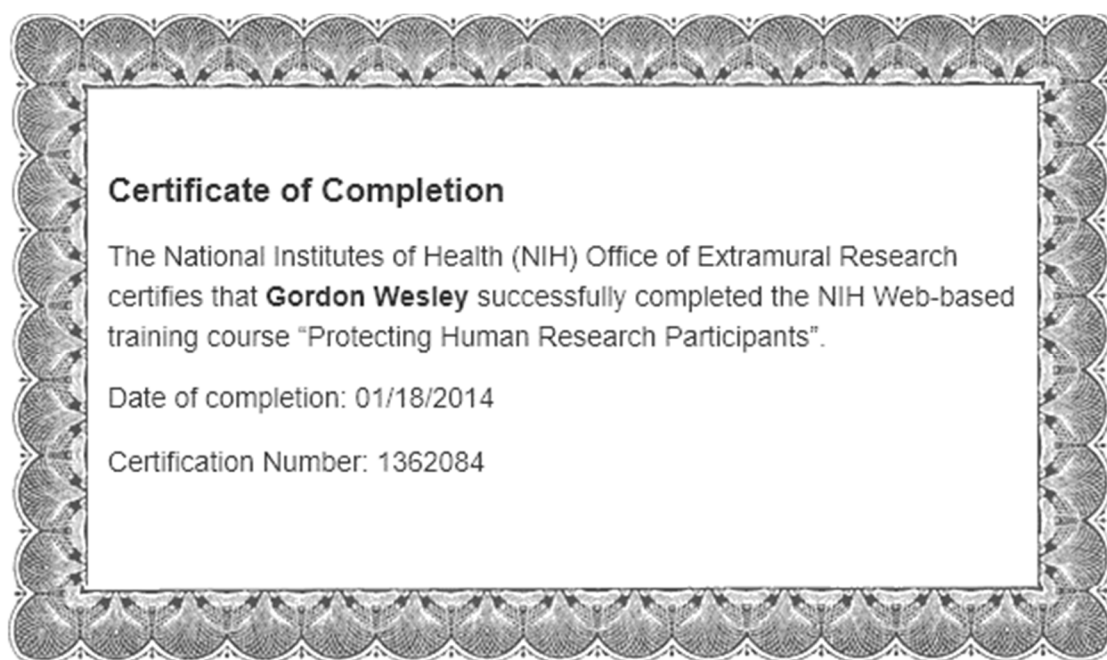 Certificate of Completion
The National Institutes of Health (NIH) Office of Extramural Research
certifies that Gordon Wesley successfully completed the NIH Web-based
training course “Protecting Human Research Participants”.
Date of completion: 01/18/2014
Certification Number: 1362084